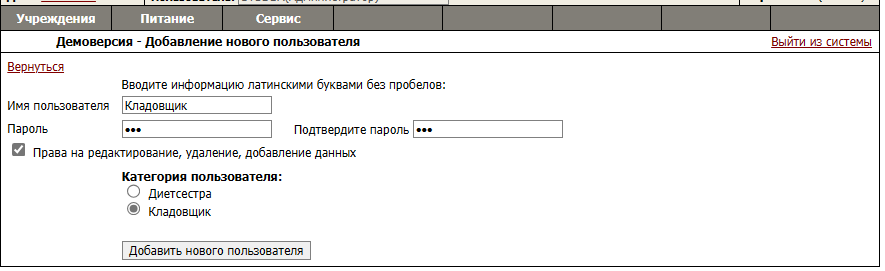 Учреждения Питание Сервис
Демоверсия - Добавление нового пользователя Выйти из системы
Вернуться
Вводите информацию латинскими буквами без пробелов:
Имя пользователя Кладовщик
Пароль ••• Подтвердите пароль •••
Права на редактирование, удаление, добавление данных
Категория пользователя:
Диетсестра
Кладовщик
Добавить нового пользователя